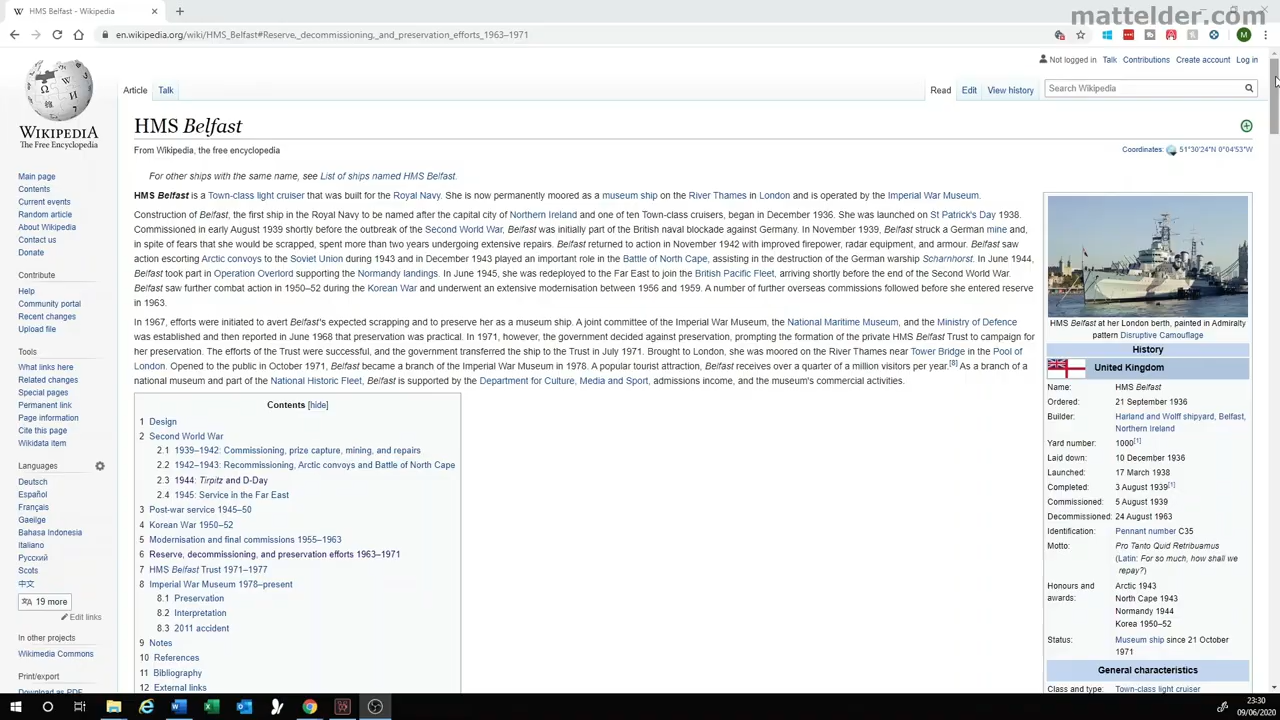 HMS Belfast - Wikipedia
mattelder.com
en.wikipedia.org/wiki/HMS_Belfast#Reserve,_decommissioning,_and_preservation_efforts_1963–1971
M
Not logged in Talk Contributions Create account Log in
Article Talk Read Edit View history Search Wikipedia
WIKIPEDIA
The Free Encyclopedia
Main page
Contents
Current events
Random article
About Wikipedia
Contact us
Donate
Contribute
Help
Community portal
Recent changes
Upload file
Tools
What links here
Related changes
Special pages
Permanent link
Page information
Cite this page
Wikidata item
Languages
Deutsch
Español
Français
Gaeilge
Bahasa Indonesia
Italiano
Русский
Scots
中文
19 more
Edit links
In other projects
Wikimedia Commons
Print/export
Download as PDF
HMS Belfast
From Wikipedia, the free encyclopedia
Coordinates: 51°30′24″N 0°04′53″W
For other ships with the same name, see List of ships named HMS Belfast.
HMS Belfast is a Town-class light cruiser that was built for the Royal Navy. She is now permanently moored as a museum ship on the River Thames in London and is operated by the Imperial War Museum.
Construction of Belfast, the first ship in the Royal Navy to be named after the capital city of Northern Ireland and one of ten Town-class cruisers, began in December 1936. She was launched on St Patrick's Day 1938.
Commissioned in early August 1939 shortly before the outbreak of the Second World War, Belfast was initially part of the British naval blockade against Germany. In November 1939, Belfast struck a German mine and,
in spite of fears that she would be scrapped, spent more than two years undergoing extensive repairs. Belfast returned to action in November 1942 with improved firepower, radar equipment, and armour. Belfast saw
action escorting Arctic convoys to the Soviet Union during 1943 and in December 1943 played an important role in the Battle of North Cape, assisting in the destruction of the German warship Scharnhorst. In June 1944,
Belfast took part in Operation Overlord supporting the Normandy landings. In June 1945, she was redeployed to the Far East to join the British Pacific Fleet, arriving shortly before the end of the Second World War.
Belfast saw further combat action in 1950–52 during the Korean War and underwent an extensive modernisation between 1956 and 1959. A number of further overseas commissions followed before she entered reserve
in 1963.
In 1967, efforts were initiated to avert Belfast's expected scrapping and to preserve her as a museum ship. A joint committee of the Imperial War Museum, the National Maritime Museum, and the Ministry of Defence
was established and then reported in June 1968 that preservation was practical. In 1971, however, the government decided against preservation, prompting the formation of the private HMS Belfast Trust to campaign for
her preservation. The efforts of the Trust were successful, and the government transferred the ship to the Trust in July 1971. Brought to London, she was moored on the River Thames near Tower Bridge in the Pool of
London. Opened to the public in October 1971, Belfast became a branch of the Imperial War Museum in 1978. A popular tourist attraction, Belfast receives over a quarter of a million visitors per year.[8] As a branch of a
national museum and part of the National Historic Fleet, Belfast is supported by the Department for Culture, Media and Sport, admissions income, and the museum's commercial activities.
Contents [hide]
1 Design
2 Second World War
2.1 1939–1942: Commissioning, prize capture, mining, and repairs
2.2 1942–1943: Recommissioning, Arctic convoys and Battle of North Cape
2.3 1944: Tirpitz and D-Day
2.4 1945: Service in the Far East
3 Post-war service 1945–50
4 Korean War 1950–52
5 Modernisation and final commissions 1955–1963
6 Reserve, decommissioning, and preservation efforts 1963–1971
7 HMS Belfast Trust 1971–1977
8 Imperial War Museum 1978–present
8.1 Preservation
8.2 Interpretation
8.3 2011 accident
9 Notes
10 References
11 Bibliography
12 External links
HMS Belfast at her London berth, painted in Admiralty
pattern Disruptive Camouflage
History
United Kingdom
Name: HMS Belfast
Ordered: 21 September 1936
Builder: Harland and Wolff shipyard, Belfast,
Northern Ireland
Yard number: 1000[1]
Laid down: 10 December 1936
Launched: 17 March 1938
Completed: 3 August 1939[1]
Commissioned: 5 August 1939
Decommissioned: 24 August 1963
Identification: Pennant number C35
Motto: Pro Tanto Quid Retribuamus
(Latin: For so much, how shall we
repay?)
Honours and Arctic 1943
awards: North Cape 1943
Normandy 1944
Korea 1950–52
Status: Museum ship since 21 October
1971
General characteristics
Class and type: Town-class light cruiser
23:30
09/06/2020